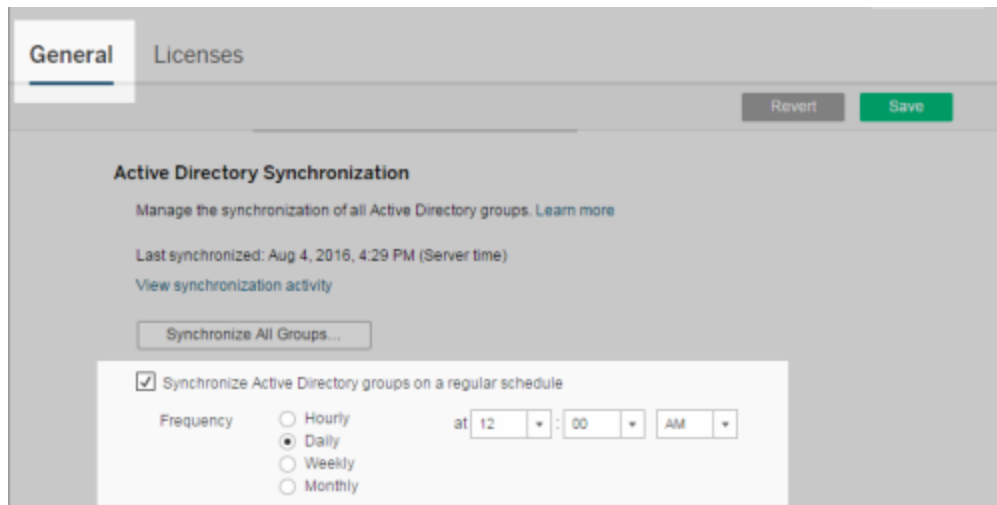 General Licenses
Revert Save
Active Directory Synchronization
Manage the synchronization of all Active Directory groups. Learn more
Last synchronized: Aug 4, 2016, 4:29 PM (Server time)
View synchronization activity
Synchronize All Groups...
Synchronize Active Directory groups on a regular schedule
Frequency Hourly at 12 : 00 AM
Daily
Weekly
Monthly